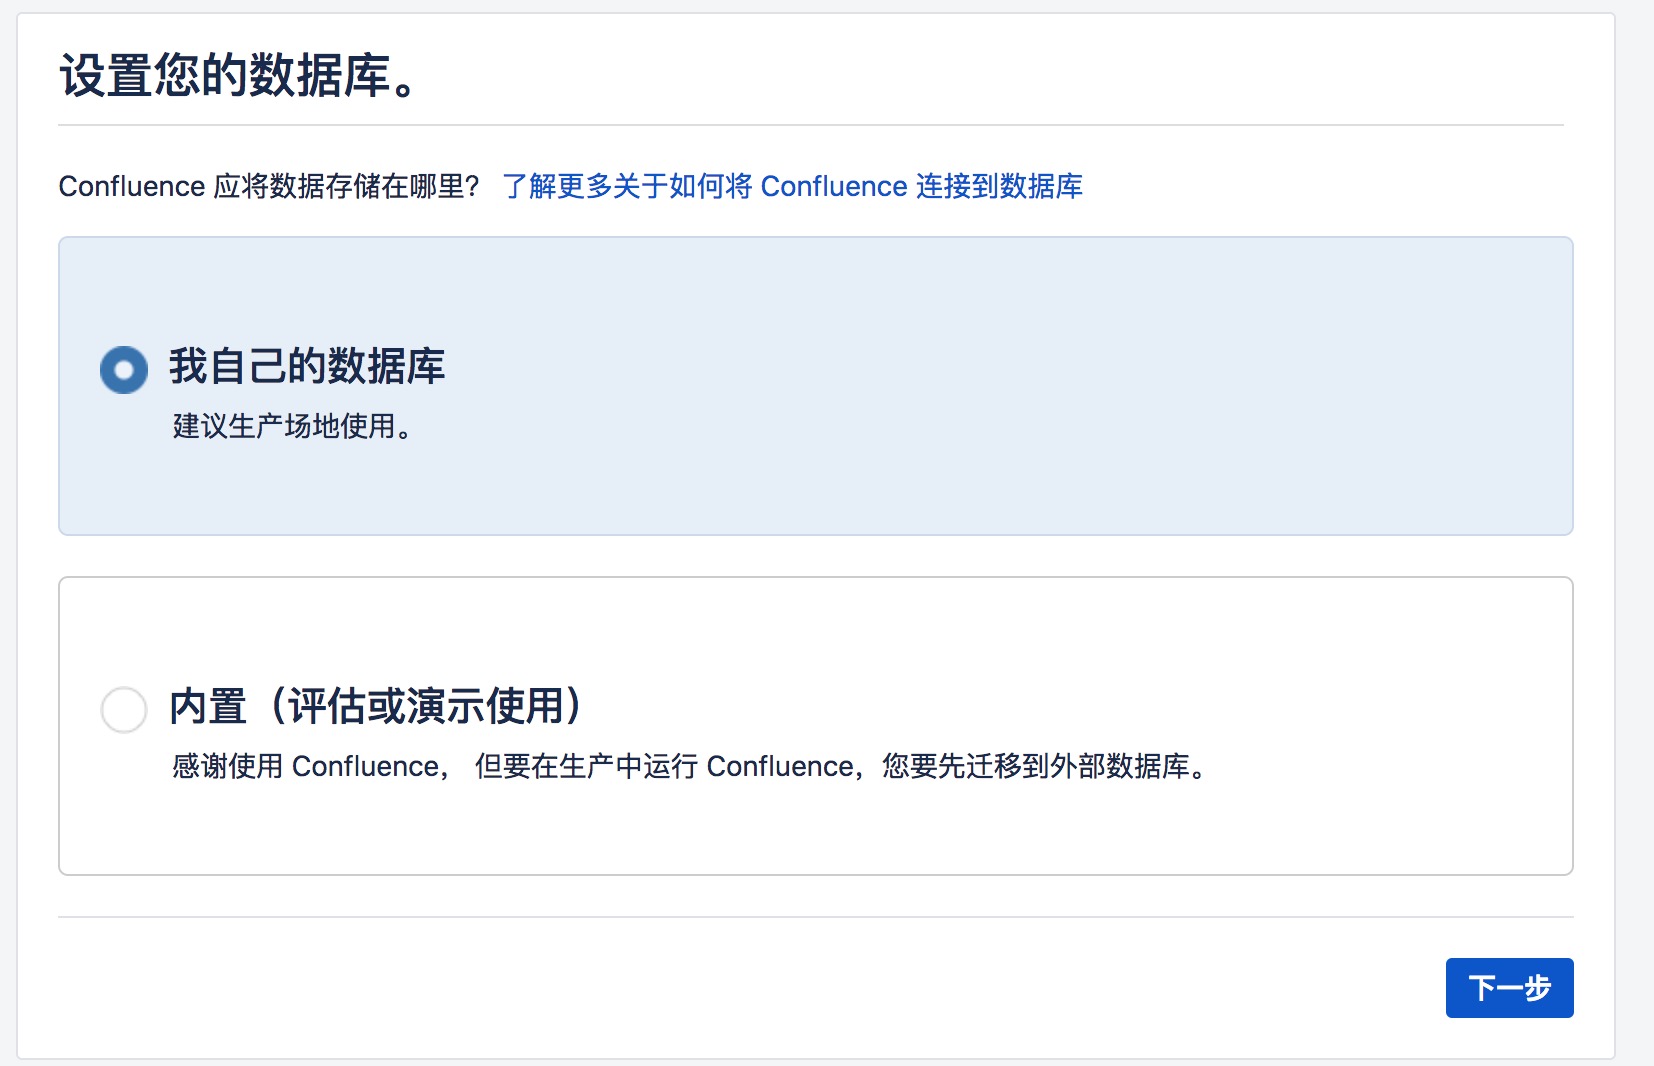 设置您的数据库。
Confluence 应将数据存储在哪里？ 了解更多关于如何将 Confluence 连接到数据库
我自己的数据库
建议生产场地使用。
内置（评估或演示使用）
感谢使用 Confluence， 但要在生产中运行 Confluence，您要先迁移到外部数据库。
下一步